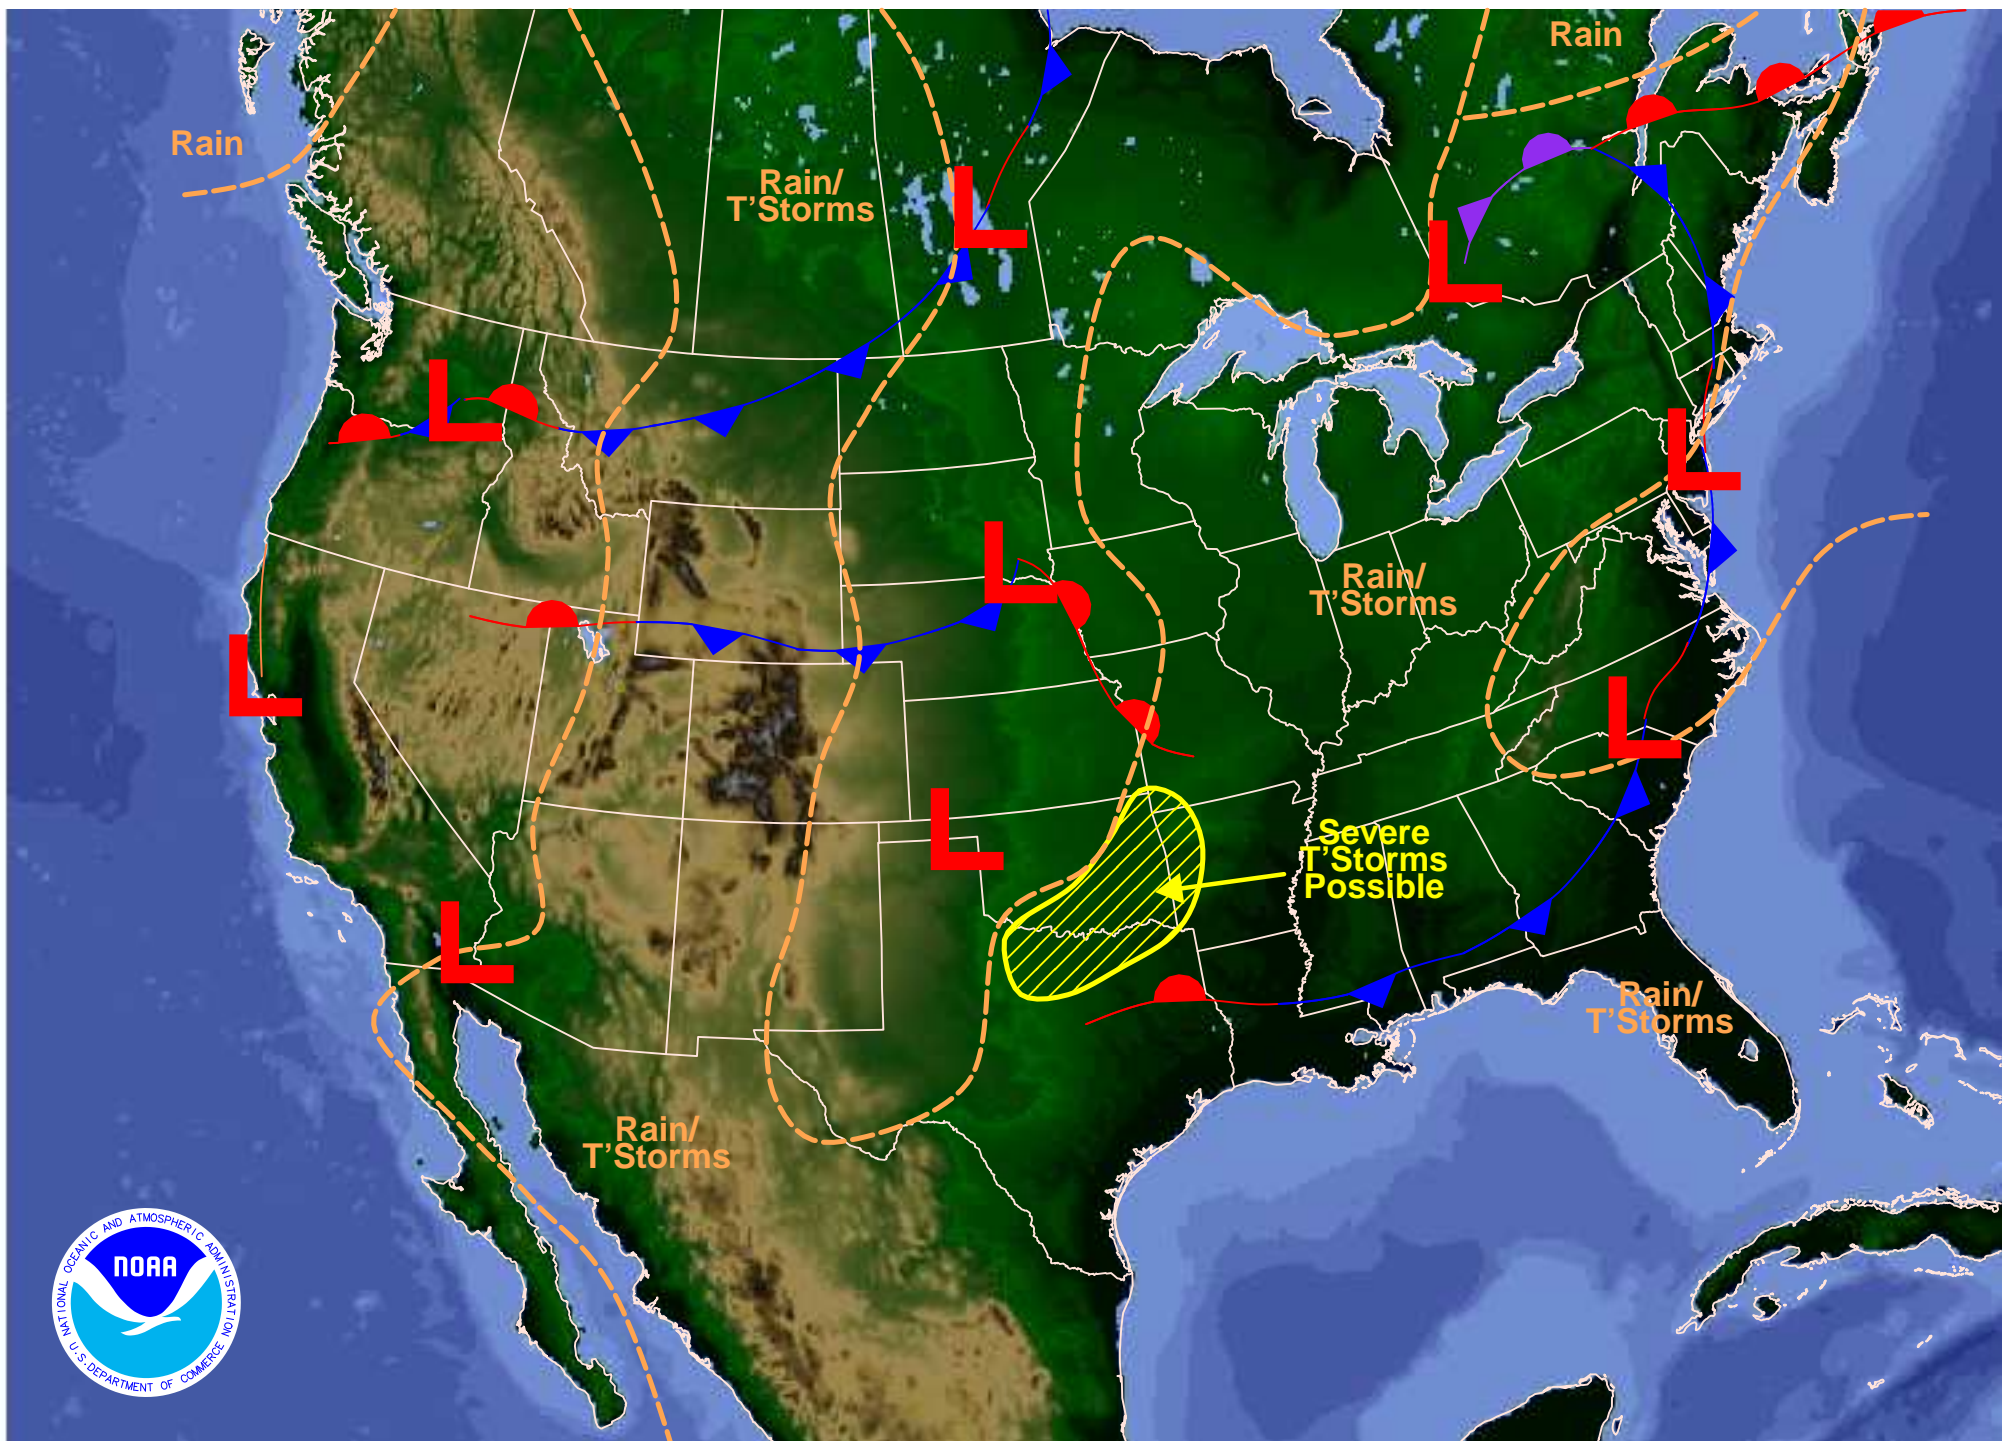 Rain
Rain
Rain/
T'Storms
Rain/
T'Storms
Severe
T'Storms
Possible
Rain/
T'Storms
Rain/
T'Storms
L
L
L
L
L
L
L
L
L
NATIONAL OCEANIC AND ATMOSPHERIC ADMINISTRATION
NOAA
U.S. DEPARTMENT OF COMMERCE